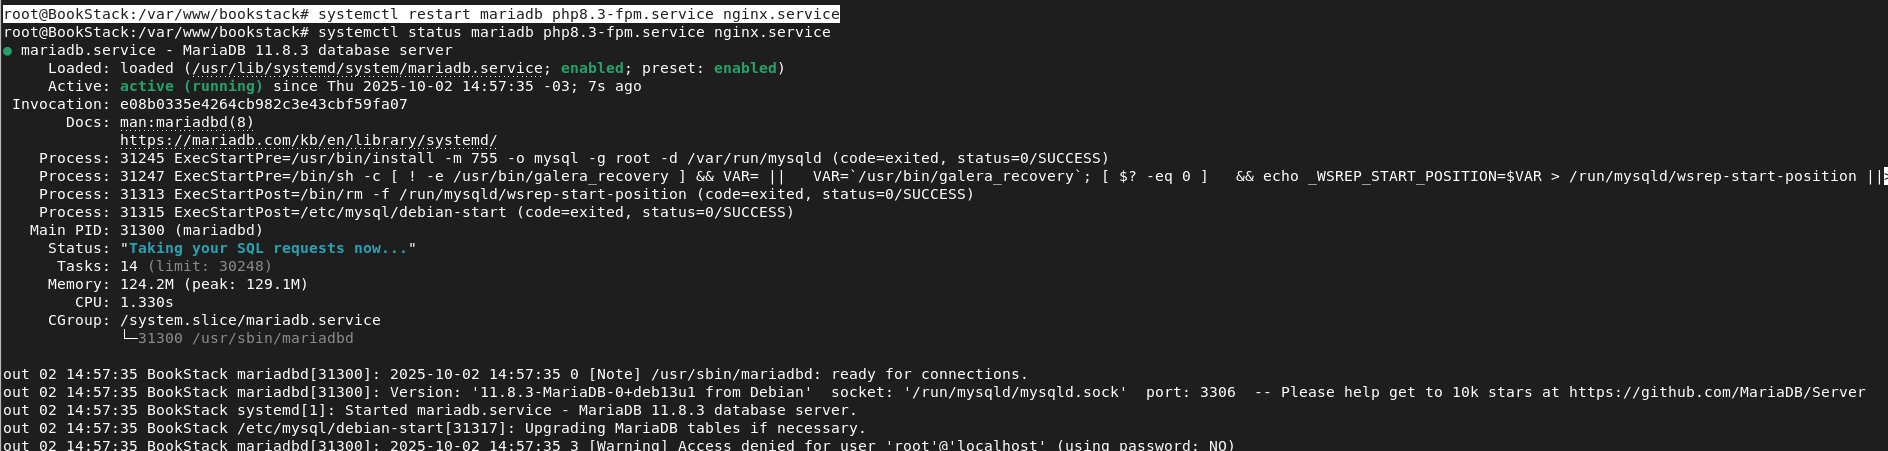 root@BookStack:/var/www/bookstack# systemctl restart mariadb php8.3-fpm.service nginx.service
root@BookStack:/var/www/bookstack# systemctl status mariadb php8.3-fpm.service nginx.service
● mariadb.service - MariaDB 11.8.3 database server
Loaded: loaded (/usr/lib/systemd/system/mariadb.service; enabled; preset: enabled)
Active: active (running) since Thu 2025-10-02 14:57:35 -03; 7s ago
Invocation: e08b0335e4264cb982c3e43cbf59fa07
Docs: man:mariadbd(8)
https://mariadb.com/kb/en/library/systemd/
Process: 31245 ExecStartPre=/usr/bin/install -m 755 -o mysql -g root -d /var/run/mysqld (code=exited, status=0/SUCCESS)
Process: 31247 ExecStartPre=/bin/sh -c [ ! -e /usr/bin/galera_recovery ] && VAR= ||   VAR=`/usr/bin/galera_recovery`; [ $? -eq 0 ]   && echo _WSREP_START_POSITION=$VAR > /run/mysqld/wsrep-start-position ||>
Process: 31313 ExecStartPost=/bin/rm -f /run/mysqld/wsrep-start-position (code=exited, status=0/SUCCESS)
Process: 31315 ExecStartPost=/etc/mysql/debian-start (code=exited, status=0/SUCCESS)
Main PID: 31300 (mariadbd)
Status: "Taking your SQL requests now..."
Tasks: 14 (limit: 30248)
Memory: 124.2M (peak: 129.1M)
CPU: 1.330s
CGroup: /system.slice/mariadb.service
└─31300 /usr/sbin/mariadbd
out 02 14:57:35 BookStack mariadbd[31300]: 2025-10-02 14:57:35 0 [Note] /usr/sbin/mariadbd: ready for connections.
out 02 14:57:35 BookStack mariadbd[31300]: Version: '11.8.3-MariaDB-0+deb13u1 from Debian'  socket: '/run/mysqld/mysqld.sock'  port: 3306  -- Please help get to 10k stars at https://github.com/MariaDB/Server
out 02 14:57:35 BookStack systemd[1]: Started mariadb.service - MariaDB 11.8.3 database server.
out 02 14:57:35 BookStack /etc/mysql/debian-start[31317]: Upgrading MariaDB tables if necessary.
out 02 14:57:35 BookStack mariadbd[31300]: 2025-10-02 14:57:35 3 [Warning] Access denied for user 'root'@'localhost' (using password: NO)